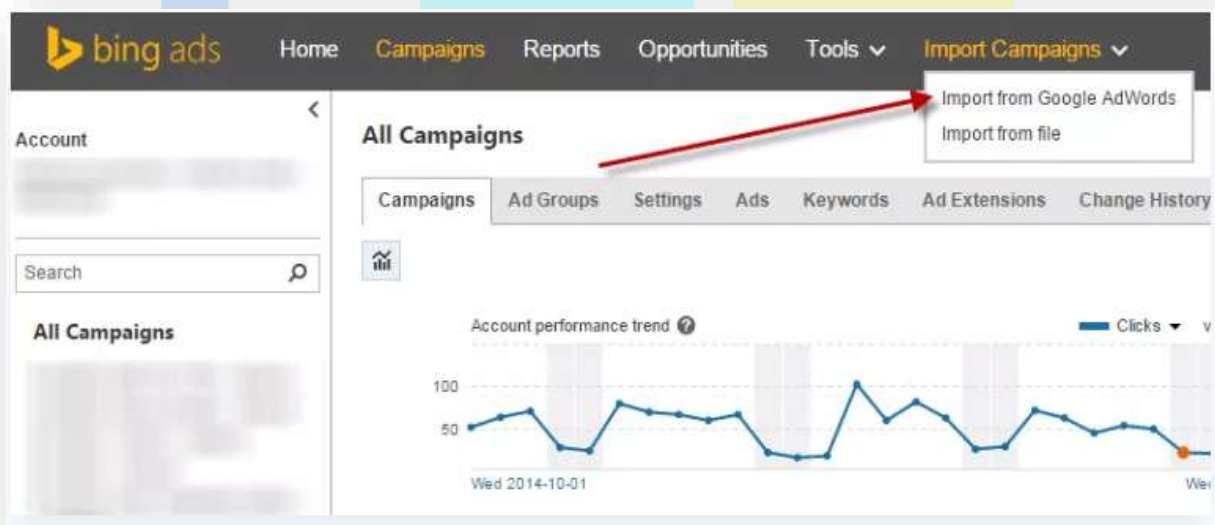 bing ads Home Campaigns Reports Opportunities Tools Import Campaigns
Import from Google AdWords
Import from file
Account
All Campaigns
Campaigns Ad Groups Settings Ads Keywords Ad Extensions Change History
Search
All Campaigns
Account performance trend Clicks
100
50
Wed 2014-10-01